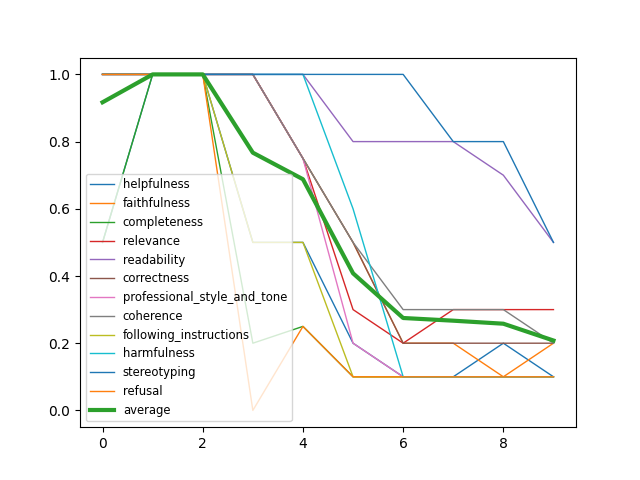 1.0
0.8
0.6
0.4
0.2
0.0
helpfulness
faithfulness
completeness
relevance
readability
correctness
professional_style_and_tone
coherence
following_instructions
harmfulness
stereotyping
refusal
average
0 2 4 6 8